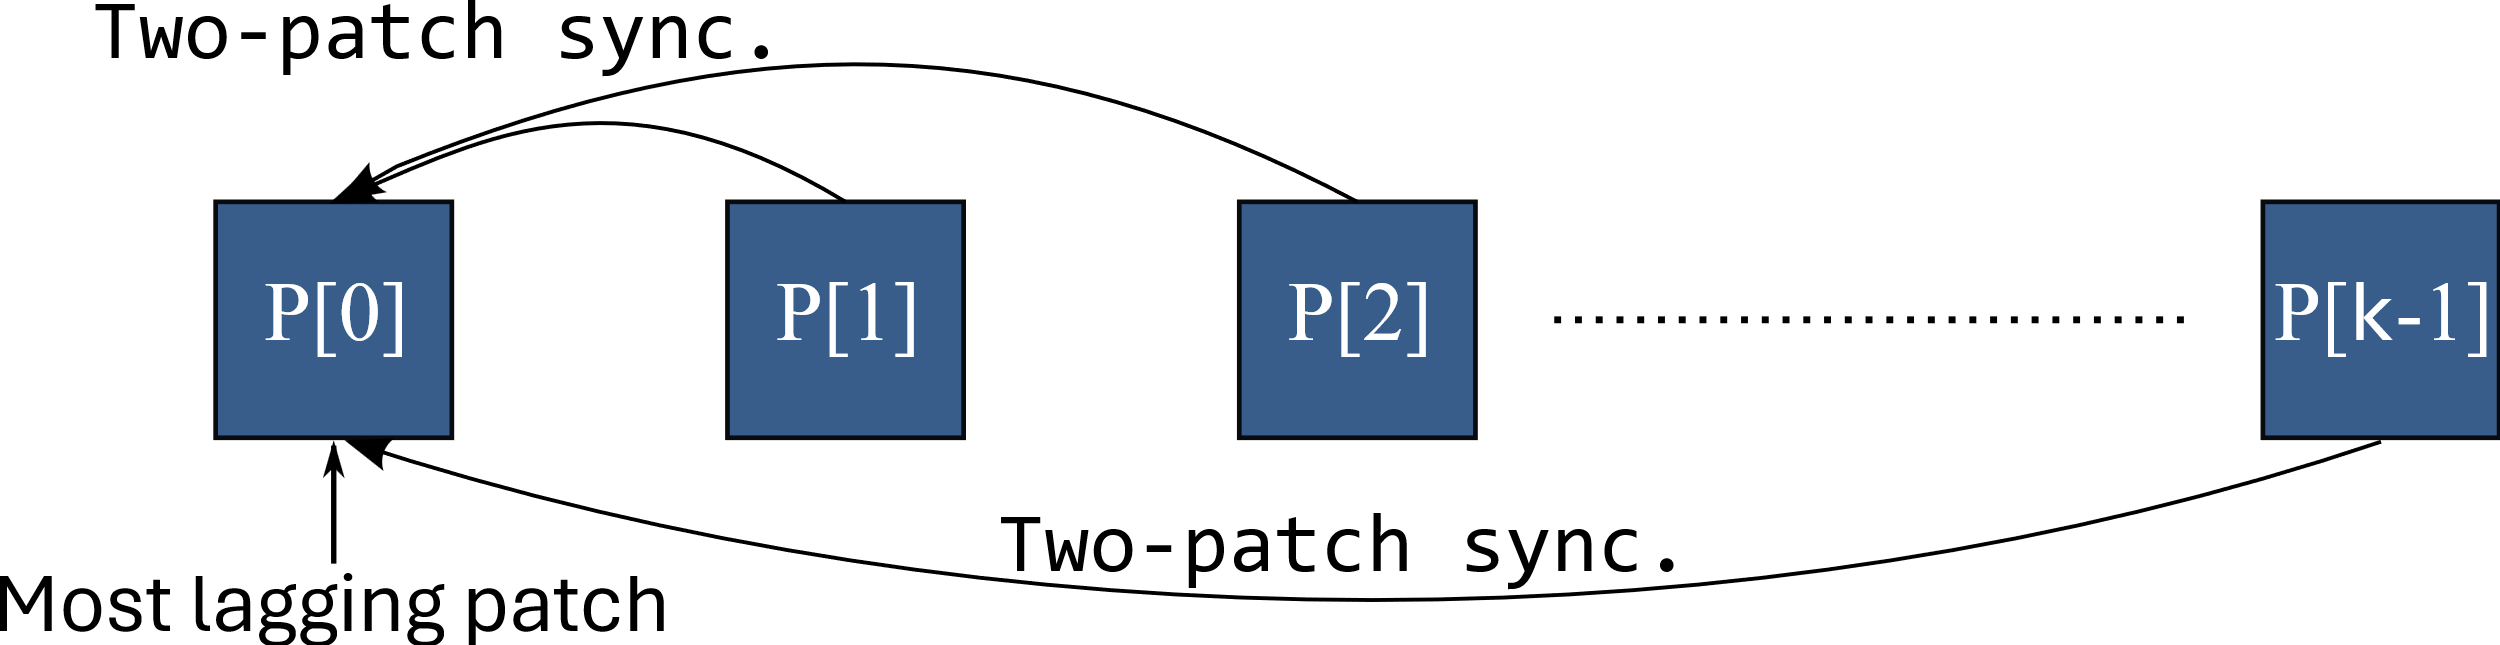 Two-patch sync.
P[0] P[1] P[2] P[k-1]
Two-patch sync.
Most lagging patch